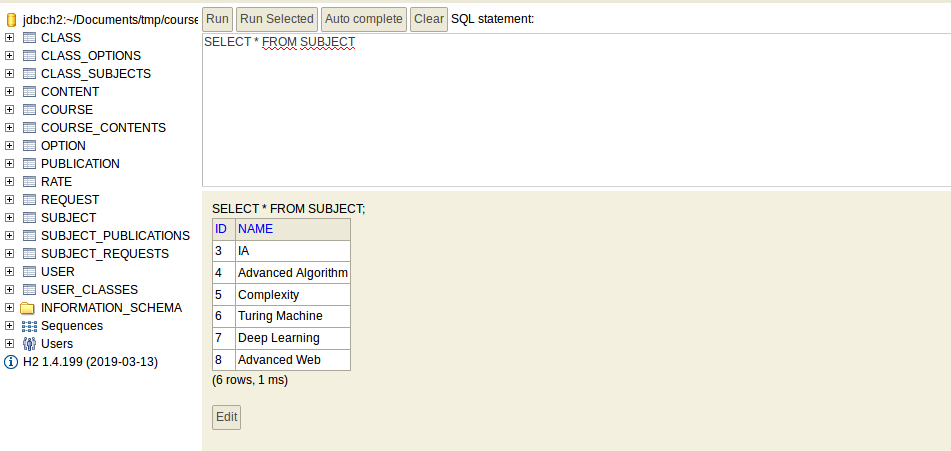 jdbc:h2:~/Documents/tmp/course
CLASS
CLASS_OPTIONS
CLASS_SUBJECTS
CONTENT
COURSE
COURSE_CONTENTS
OPTION
PUBLICATION
RATE
REQUEST
SUBJECT
SUBJECT_PUBLICATIONS
SUBJECT_REQUESTS
USER
USER_CLASSES
INFORMATION_SCHEMA
Sequences
Users
H2 1.4.199 (2019-03-13)
Run Run Selected Auto complete Clear SQL statement:
SELECT * FROM SUBJECT
SELECT * FROM SUBJECT;
ID NAME
3 IA
4 Advanced Algorithm
5 Complexity
6 Turing Machine
7 Deep Learning
8 Advanced Web
(6 rows, 1 ms)
Edit